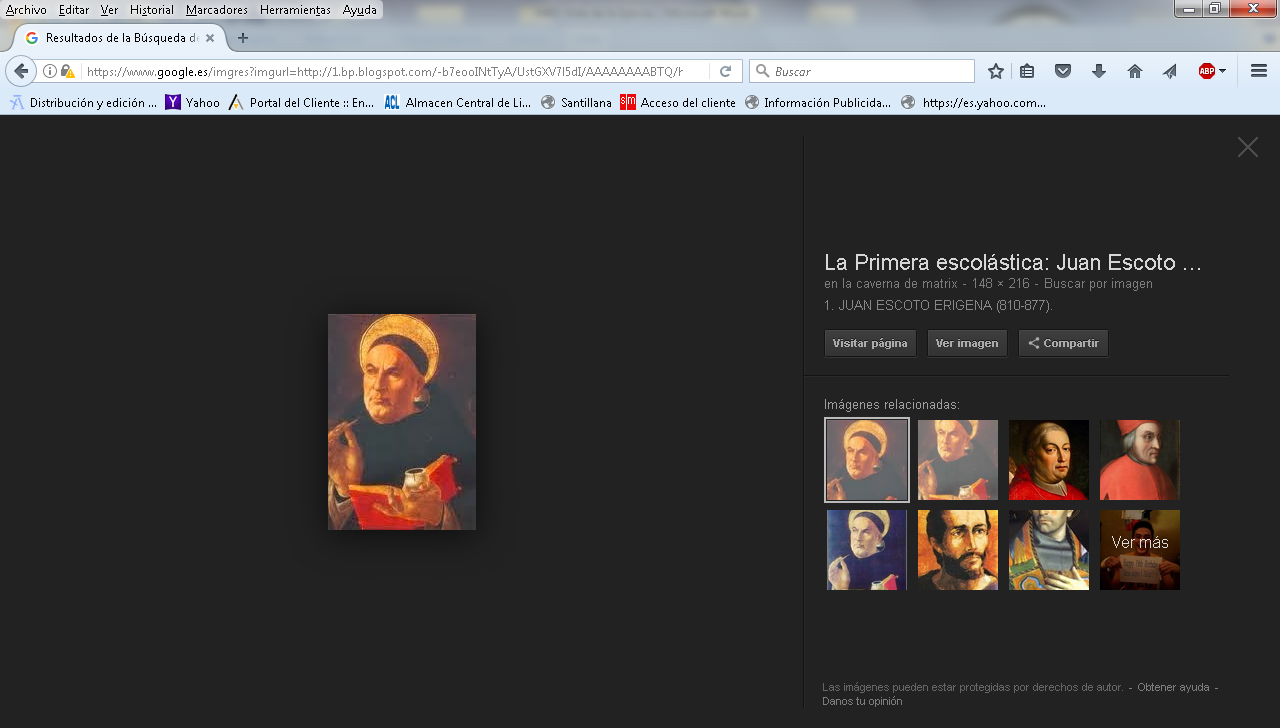 Archivo Editar Ver Historial Marcadores Herramientas Ayuda
Resultados de la Búsqueda de
https://www.google.es/imgres?imgurl=http://1.bp.blogspot.com/-b7eooINtTyA/UstGXV7I5dI/AAAAAAAABTQ/h
Buscar
ABP
Distribución y edición ... Yahoo Portal del Cliente :: En... ACL Almacen Central de Li... Santillana sm Acceso del cliente Información Publicida... https://es.yahoo.com...
La Primera escolástica: Juan Escoto ...
en la caverna de matrix - 148 × 216 - Buscar por imagen
1. JUAN ESCOTO ERIGENA (810-877).
Visitar página Ver imagen Compartir
Imágenes relacionadas:
Ver más
Las imágenes pueden estar protegidas por derechos de autor. - Obtener ayuda -
Danos tu opinión